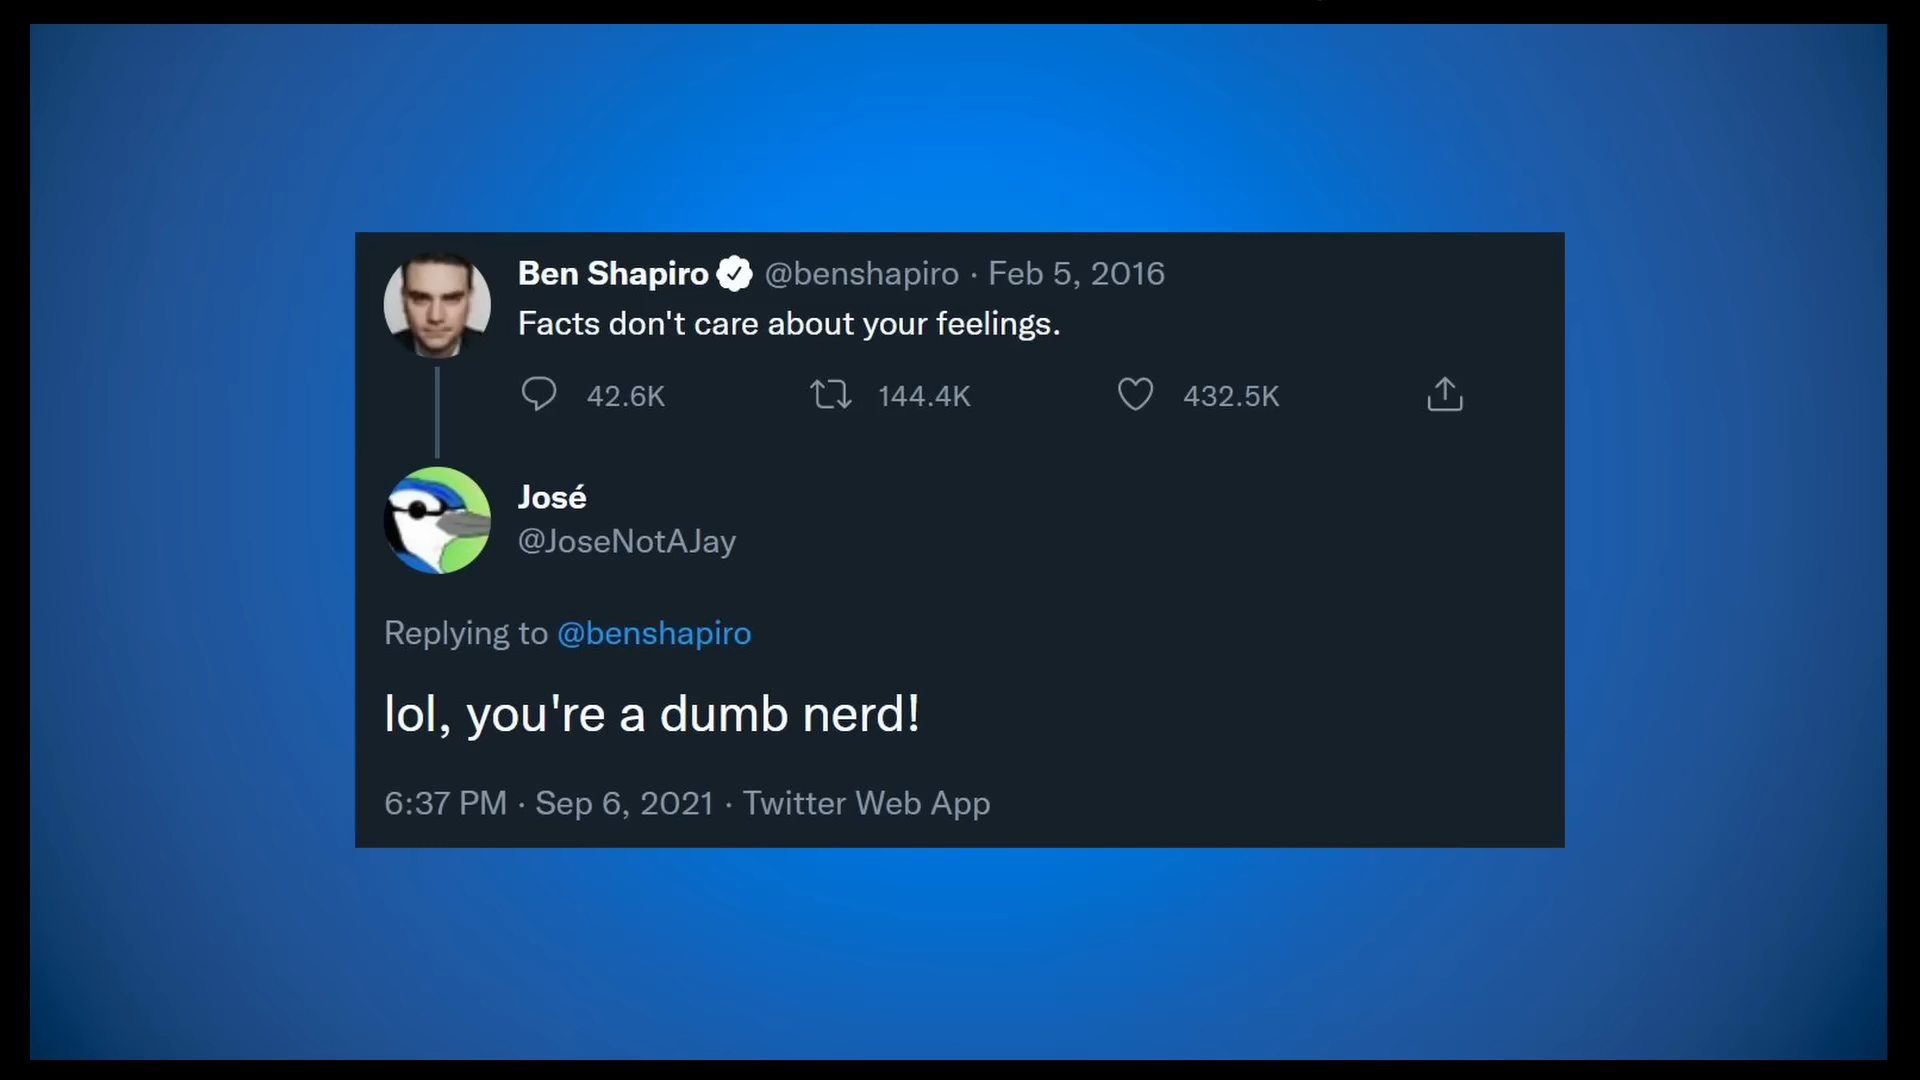 Ben Shapiro @benshapiro · Feb 5, 2016
Facts don't care about your feelings.
42.6K 144.4K 432.5K
José
@JoseNotAJay
Replying to @benshapiro
lol, you're a dumb nerd!
6:37 PM · Sep 6, 2021 · Twitter Web App